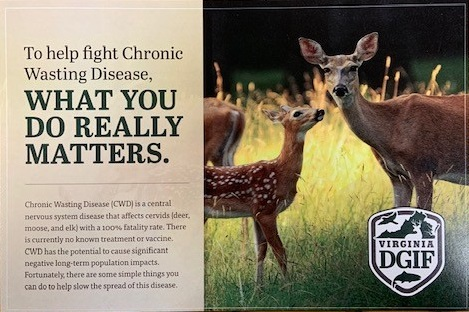 To help fight Chronic
Wasting Disease,
WHAT YOU
DO REALLY
MATTERS.
Chronic Wasting Disease (CWD) is a central
nervous system disease that affects cervids (deer,
moose, and elk) with a 100% fatality rate. There
is currently no known treatment or vaccine.
CWD has the potential to cause significant
negative long-term population impacts.
Fortunately, there are some simple things you
can do to help slow the spread of this disease.
VIRGINIA
DGIF